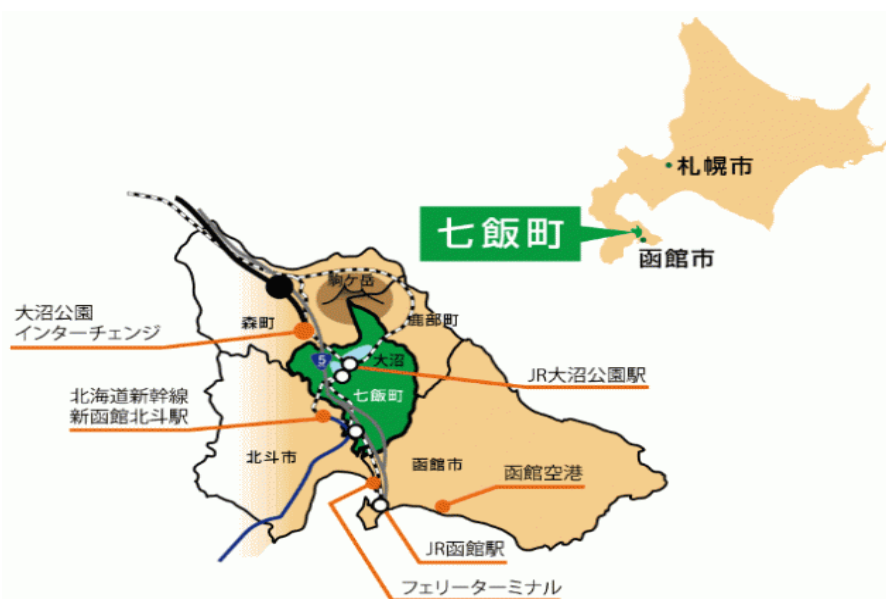 札幌市
七飯町
函館市
駒ケ岳
大沼公園
インターチェンジ
森町
鹿部町
5
大沼
JR大沼公園駅
七飯町
北海道新幹線
新函館北斗駅
北斗市
函館市
函館空港
JR函館駅
フェリーターミナル